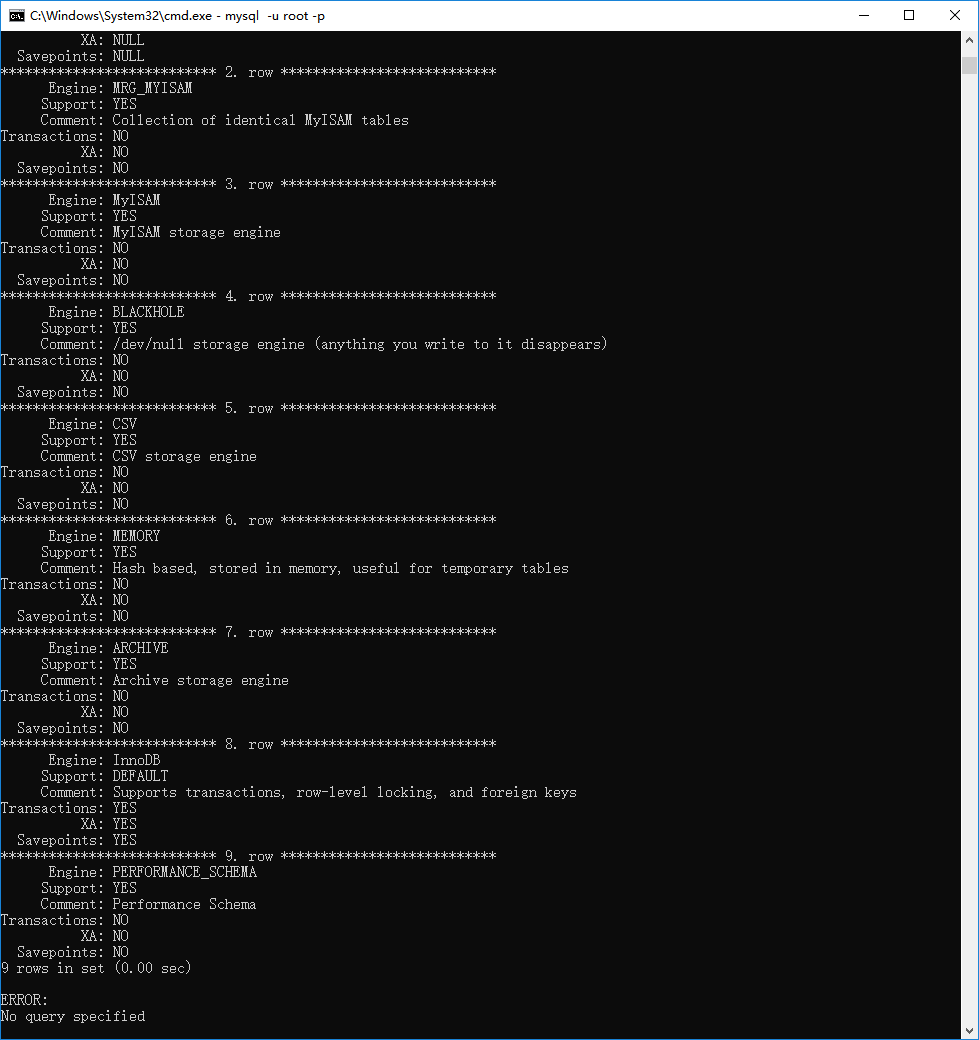 C:\Windows\System32\cmd.exe - mysql  -u root -p
          XA: NULL
  Savepoints: NULL
*************************** 2. row ***************************
      Engine: MRG_MYISAM
     Support: YES
     Comment: Collection of identical MyISAM tables
Transactions: NO
          XA: NO
  Savepoints: NO
*************************** 3. row ***************************
      Engine: MyISAM
     Support: YES
     Comment: MyISAM storage engine
Transactions: NO
          XA: NO
  Savepoints: NO
*************************** 4. row ***************************
      Engine: BLACKHOLE
     Support: YES
     Comment: /dev/null storage engine (anything you write to it disappears)
Transactions: NO
          XA: NO
  Savepoints: NO
*************************** 5. row ***************************
      Engine: CSV
     Support: YES
     Comment: CSV storage engine
Transactions: NO
          XA: NO
  Savepoints: NO
*************************** 6. row ***************************
      Engine: MEMORY
     Support: YES
     Comment: Hash based, stored in memory, useful for temporary tables
Transactions: NO
          XA: NO
  Savepoints: NO
*************************** 7. row ***************************
      Engine: ARCHIVE
     Support: YES
     Comment: Archive storage engine
Transactions: NO
          XA: NO
  Savepoints: NO
*************************** 8. row ***************************
      Engine: InnoDB
     Support: DEFAULT
     Comment: Supports transactions, row-level locking, and foreign keys
Transactions: YES
          XA: YES
  Savepoints: YES
*************************** 9. row ***************************
      Engine: PERFORMANCE_SCHEMA
     Support: YES
     Comment: Performance Schema
Transactions: NO
          XA: NO
  Savepoints: NO
9 rows in set (0.00 sec)

ERROR:
No query specified